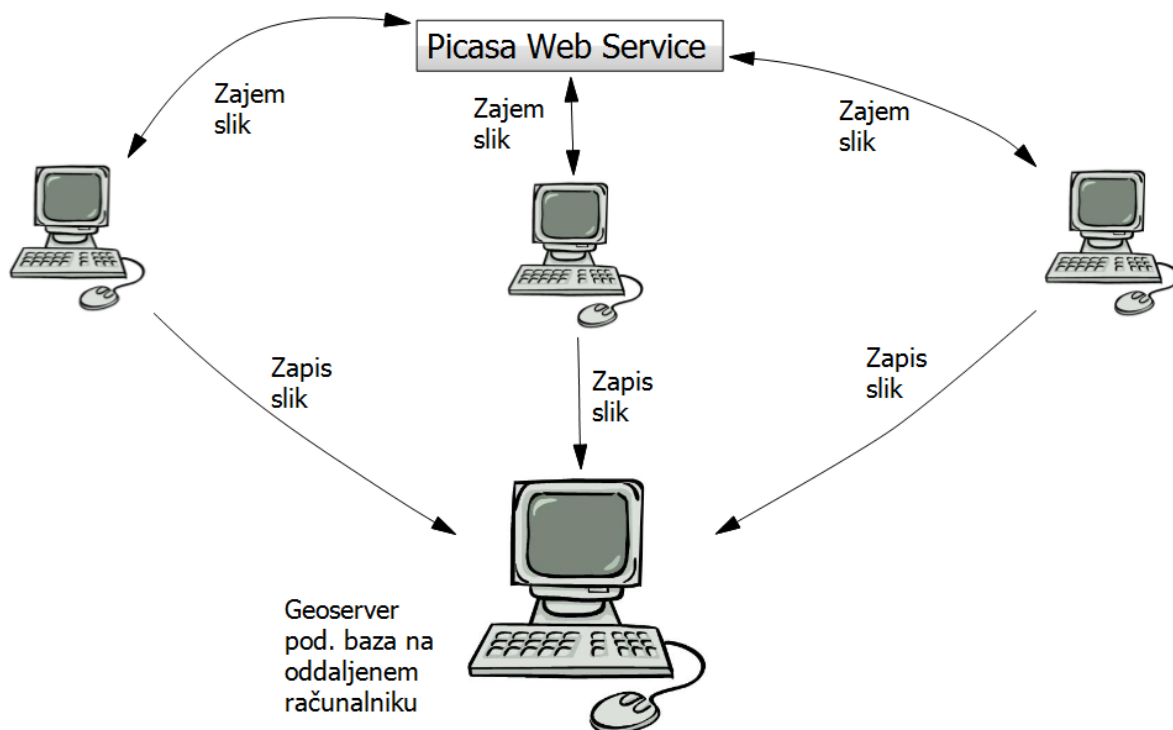 Picasa Web Service
Zajem
slik
Zajem
slik
Zajem
slik
Zapis
slik
Zapis
slik
Zapis
slik
Geoserver
pod. baza na
oddaljenem
računalniku